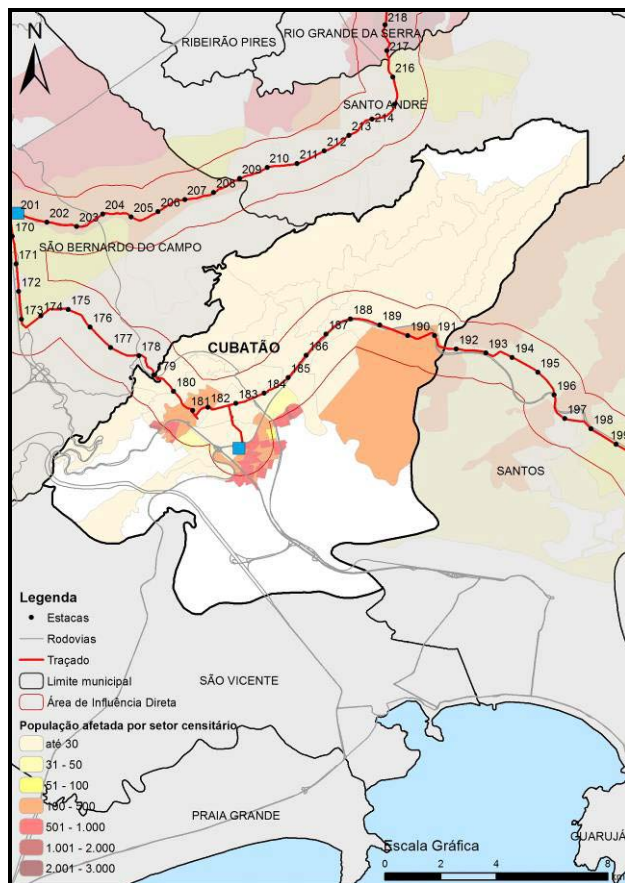 N
218
RIO GRANDE DA SERRA
RIBEIRÃO PIRES
217
216
SANTO ANDRÉ
214
213
212
211
210
209
208
207
206
205
204
203
202
201
170
SÃO BERNARDO DO CAMPO
171
172
173
174
175
176
177
178
79
180
181
182
183
184
185
186
187
188
189
190
191
192
193
194
195
196
197
198
199
CUBATÃO
SANTOS
Legenda
Estacas
Rodovias
Traçado
Limite municipal
Área de Influência Direta
População afetada por setor censitário
até 30
31 - 50
51 - 100
100 - 500
501 - 1.000
1.001 - 2.000
2.001 - 3.000
SÃO VICENTE
PRAIA GRANDE
GUARUJÁ
Escala Gráfica
0 2 4 6 8